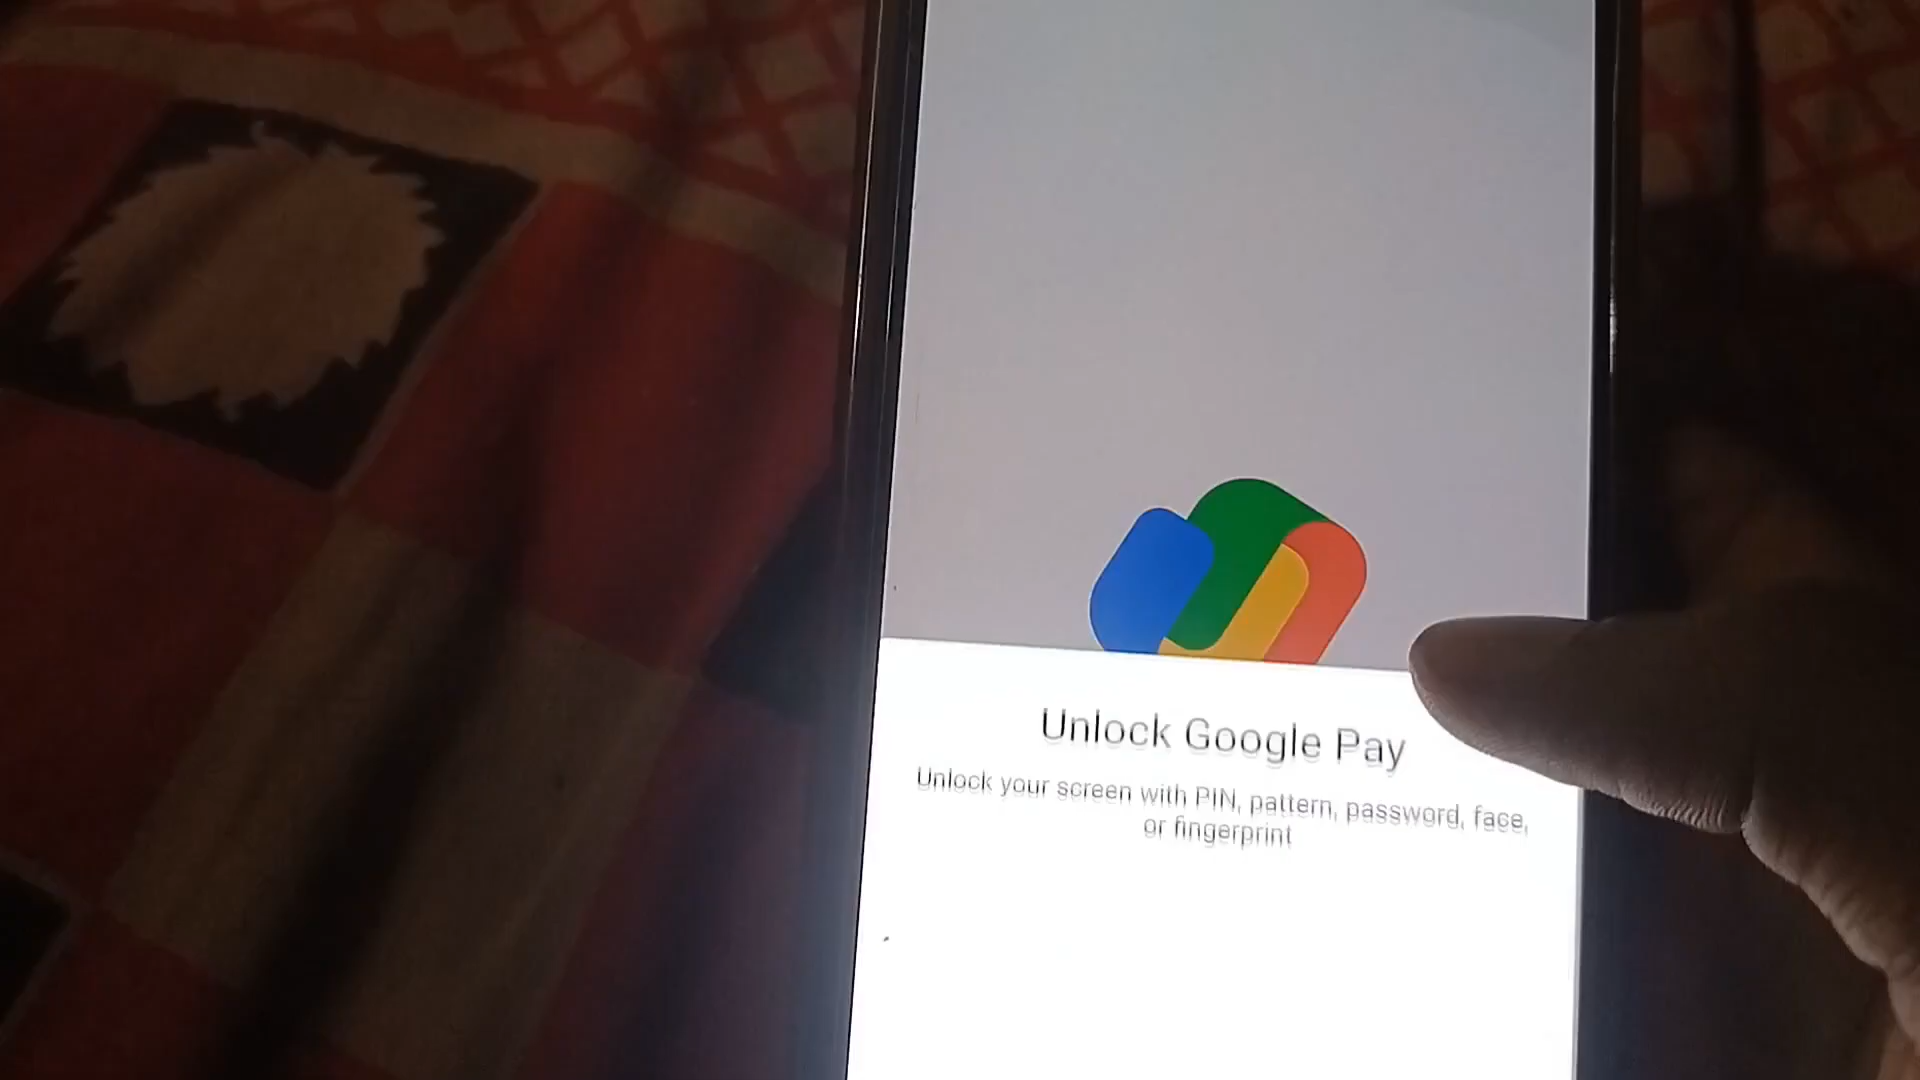 Unlock Google Pay
Unlock your screen with PIN, pattern, password, face,
or fingerprint